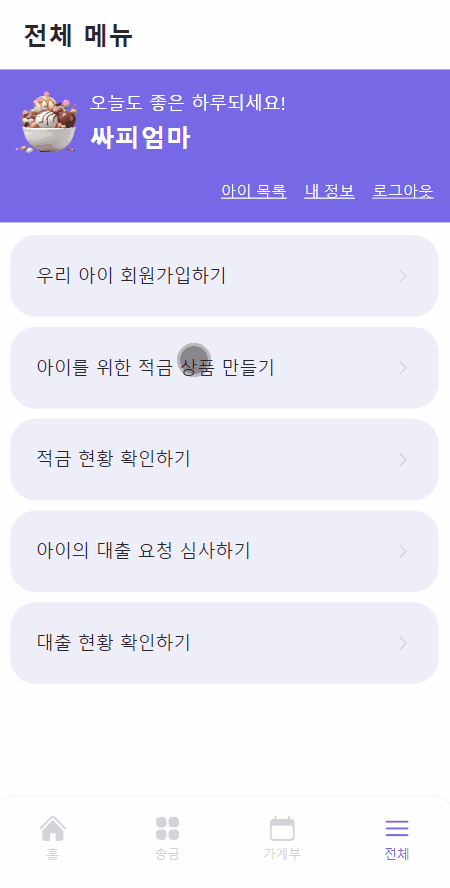 전체 메뉴
오늘도 좋은 하루되세요!
싸피엄마
아이 목록 내 정보 로그아웃
우리 아이 회원가입하기
아이를 위한 적금 상품 만들기
적금 현황 확인하기
아이의 대출 요청 심사하기
대출 현황 확인하기
홈 송금 가계부 전체